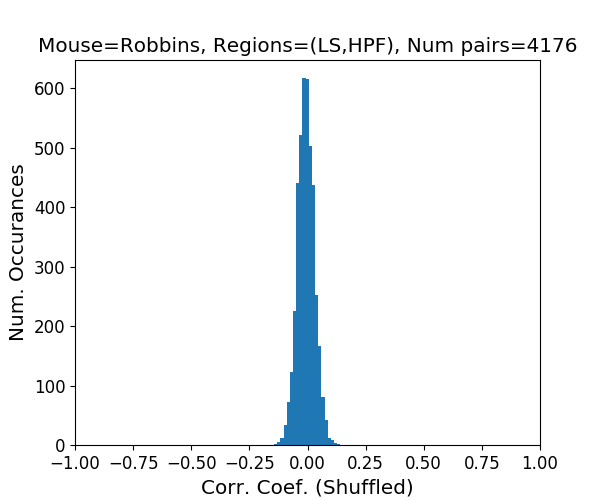 Mouse=Robbins, Regions=(LS,HPF), Num pairs=4176
600
500
400
300
200
100
0
Num. Occurances
−1.00 −0.75 −0.50 −0.25 0.00 0.25 0.50 0.75 1.00
Corr. Coef. (Shuffled)